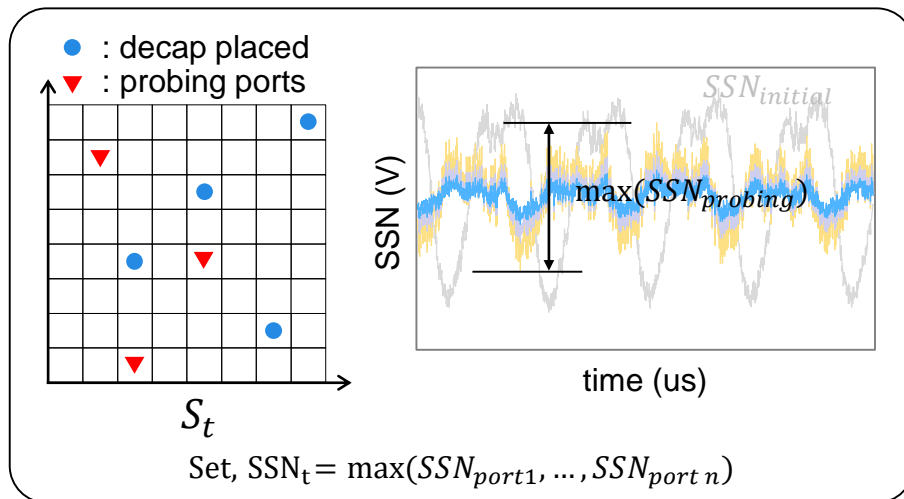 : decap placed
: probing ports
SSN_initial
max(SSN_probing)
SSN (V)
time (us)
S_t
Set, SSN_t = max(SSN_port1, … , SSN_port n)